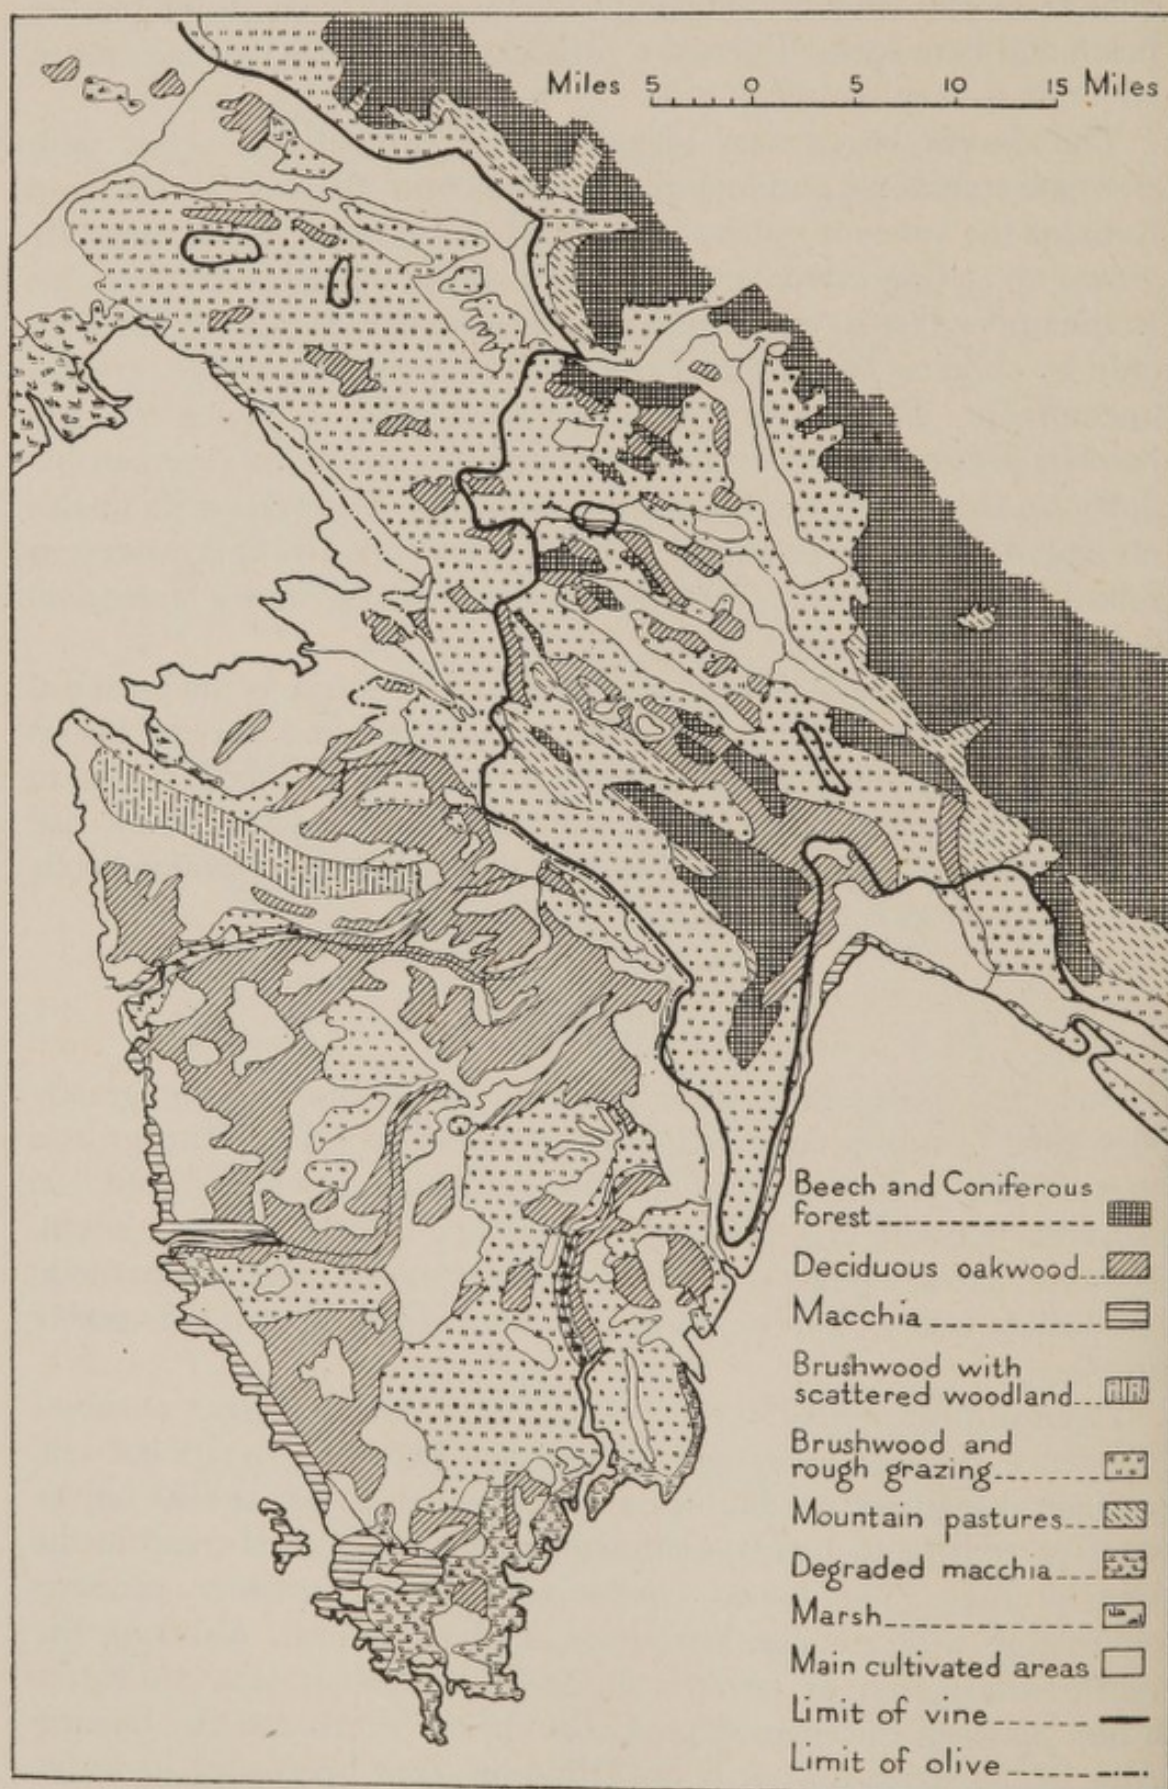 Miles 5 0 5 10 15 Miles
Beech and Coniferous
forest
Deciduous oakwood
Macchia
Brushwood with
scattered woodland
Brushwood and
rough grazing
Mountain pastures
Degraded macchia
Marsh
Main cultivated areas
Limit of vine
Limit of olive